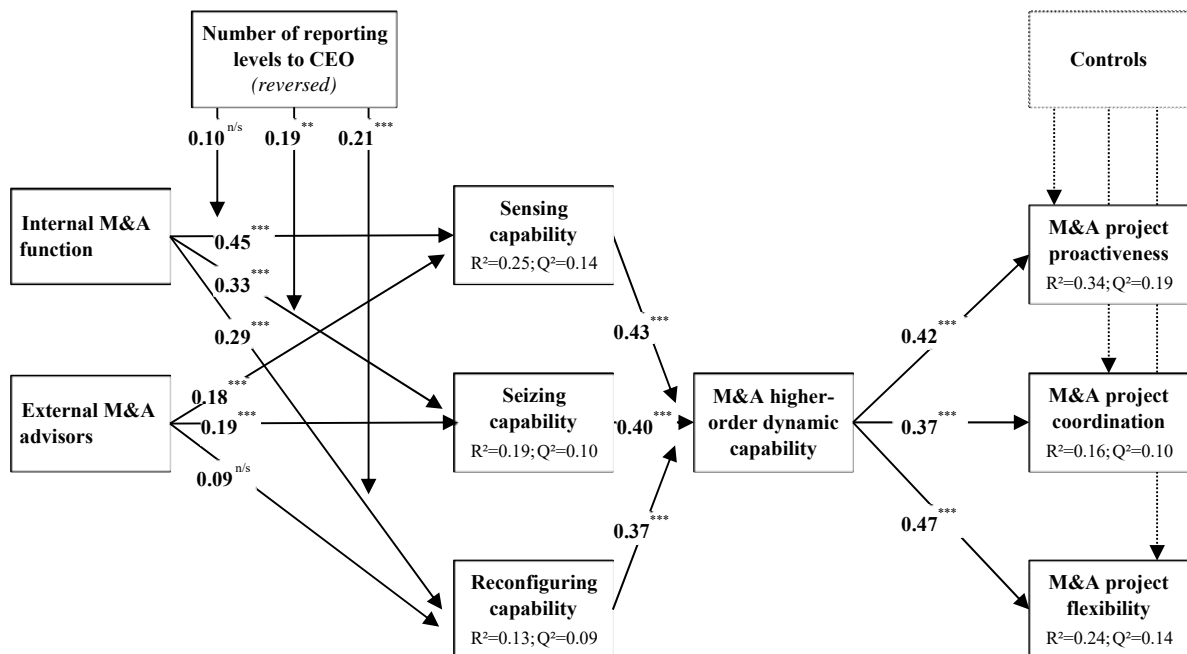 Number of reporting
levels to CEO
(reversed)
Controls
0.10 n/s
0.19 **
0.21 ***
Internal M&A
function
Sensing
capability
R²=0.25; Q²=0.14
M&A project
proactiveness
R²=0.34; Q²=0.19
0.45 ***
0.33 ***
0.29 ***
0.43 ***
0.42 ***
External M&A
advisors
0.18 ***
0.19 ***
0.09 n/s
Seizing
capability
R²=0.19; Q²=0.10
0.40 ***
M&A higher-
order dynamic
capability
0.37 ***
M&A project
coordination
R²=0.16; Q²=0.10
0.37 ***
0.47 ***
Reconfiguring
capability
R²=0.13; Q²=0.09
M&A project
flexibility
R²=0.24; Q²=0.14